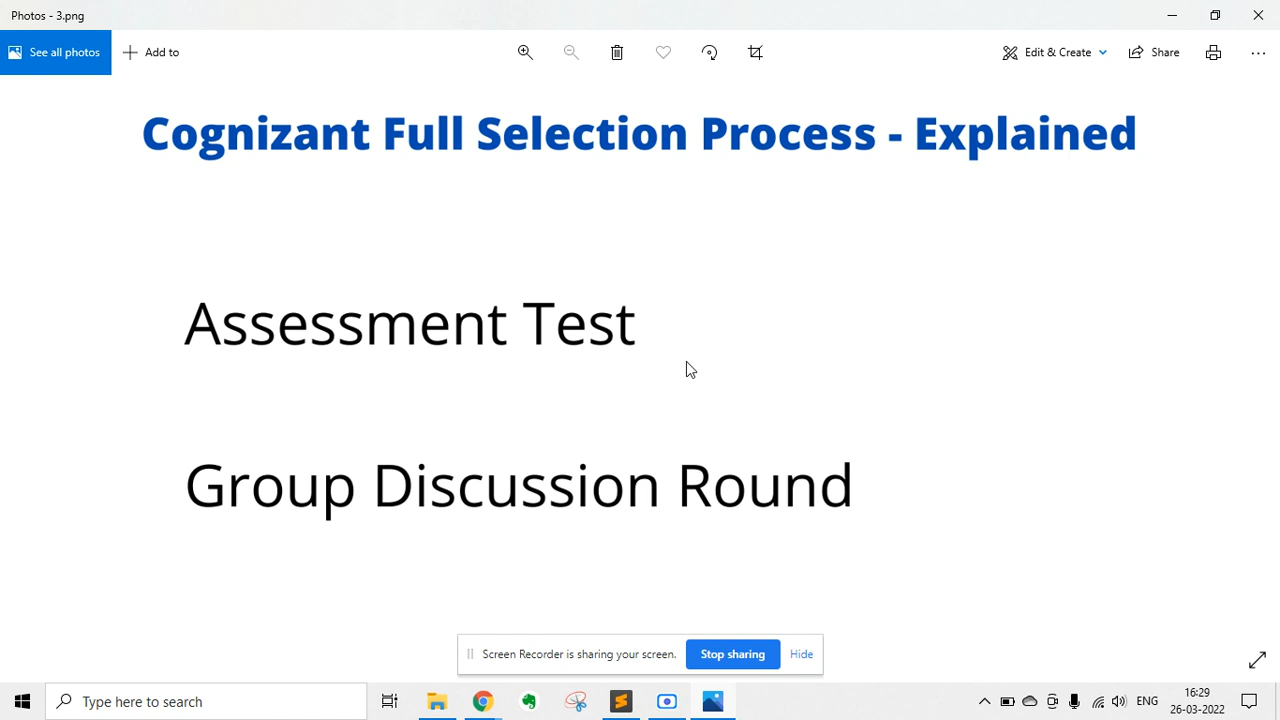 Photos - 3.png
See all photos
Add to
Edit & Create
Share
Cognizant Full Selection Process - Explained
Assessment Test
Group Discussion Round
Screen Recorder is sharing your screen.
Stop sharing
Hide
Type here to search
ENG
16:29
26-03-2022